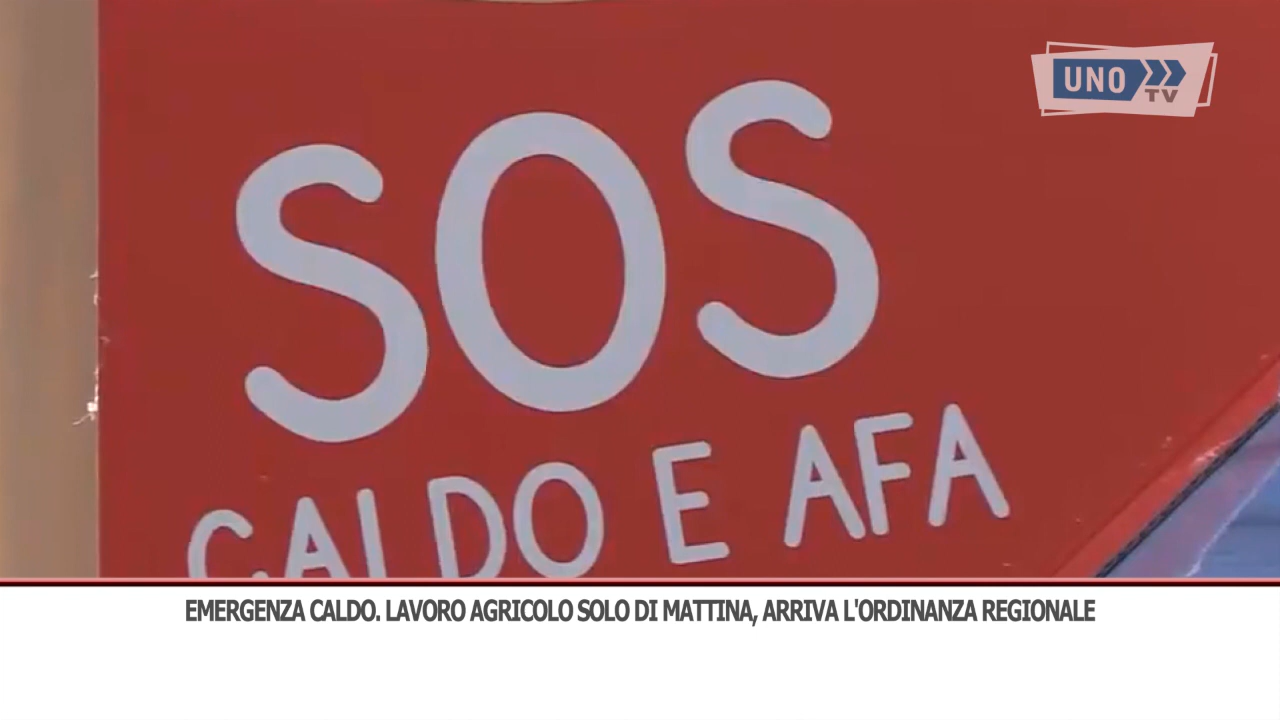 UNO
TV
SOS
CALDO E AFA
EMERGENZA CALDO. LAVORO AGRICOLO SOLO DI MATTINA, ARRIVA L'ORDINANZA REGIONALE